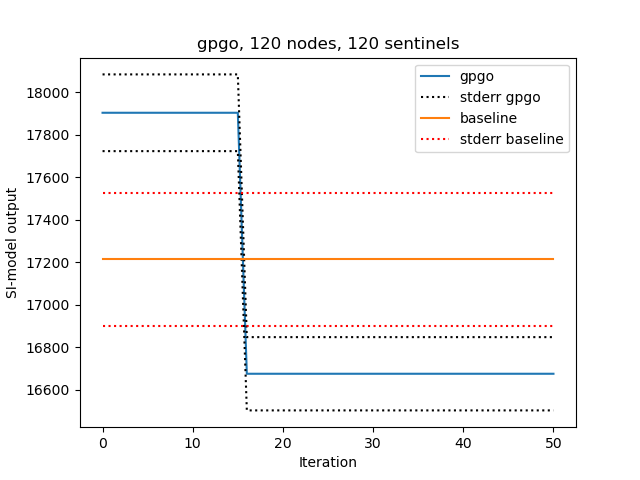 gpgo, 120 nodes, 120 sentinels
SI-model output
18000
17800
17600
17400
17200
17000
16800
16600
gpgo
stderr gpgo
baseline
stderr baseline
0 10 20 30 40 50
Iteration